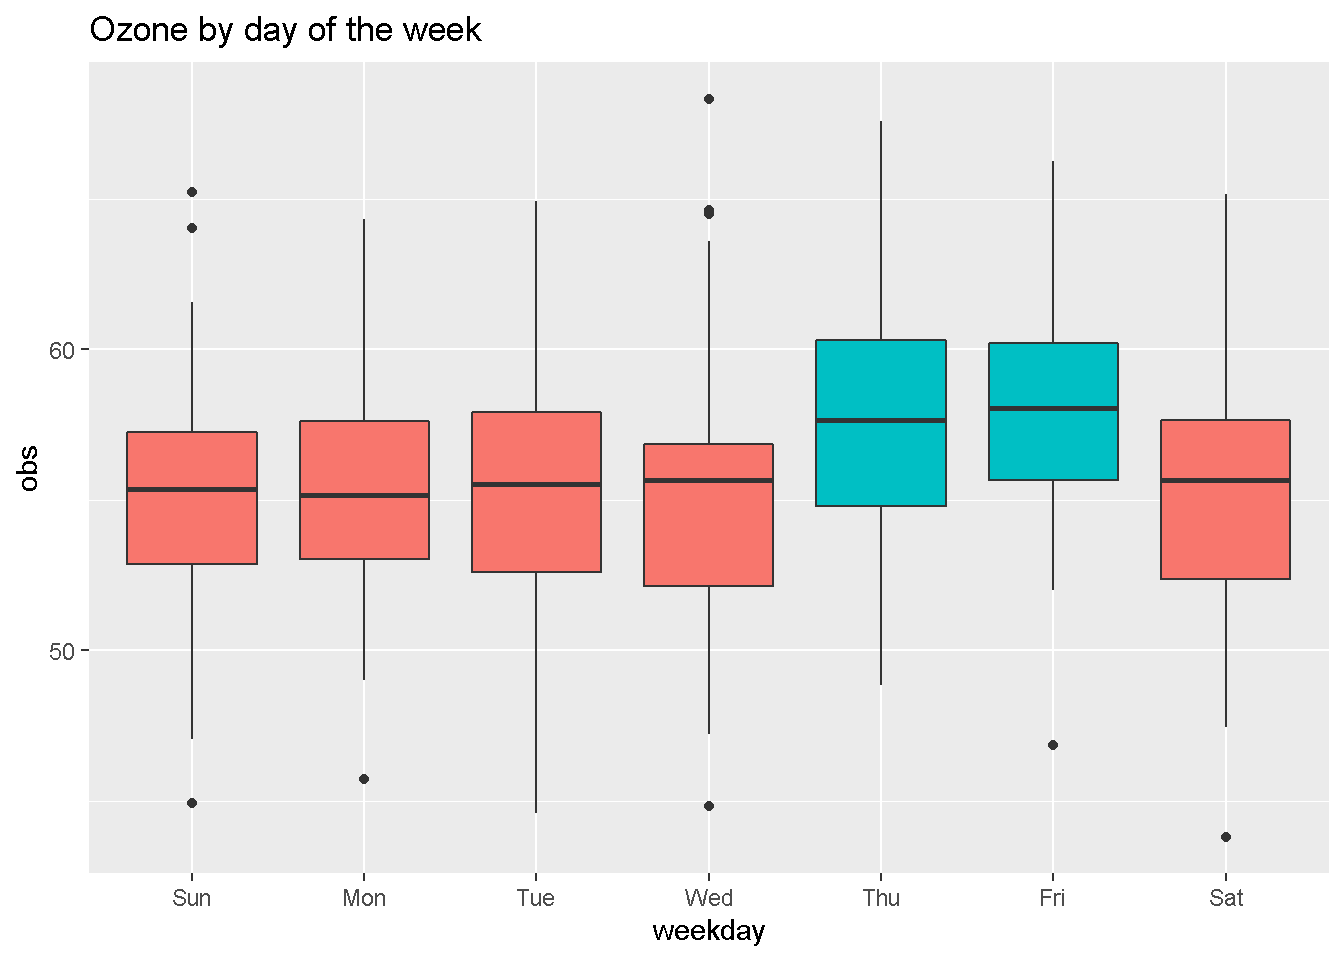 Ozone by day of the week
60
50
obs
Sun Mon Tue Wed Thu Fri Sat
weekday